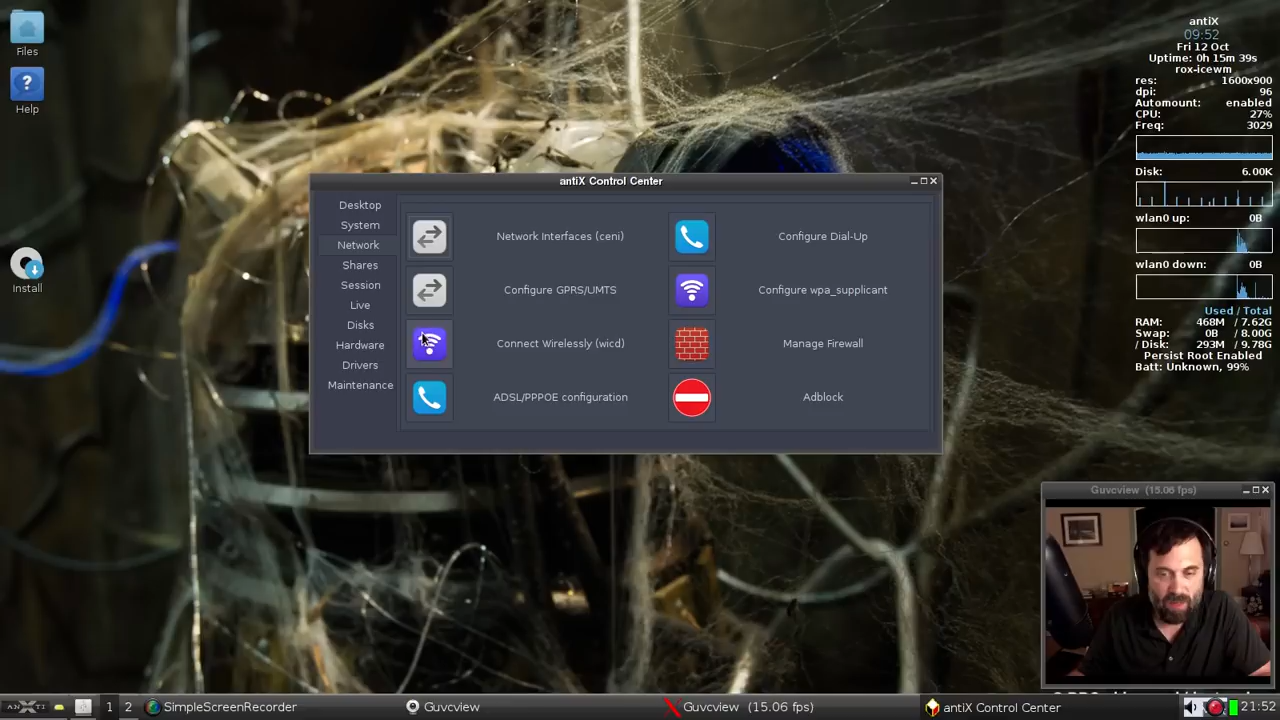 Files
Help
Install
antiX
09:52
Fri 12 Oct
Uptime: 0h 15m 39s
rox-icewm
res: 1600x900
dpi: 96
Automount: enabled
CPU: 27%
Freq: 3029
Disk: 6.00K
wlan0 up: 0B
wlan0 down: 0B
Used / Total
RAM: 468M / 7.62G
Swap: 0B / 8.00G
/ Disk: 293M / 9.78G
Persist Root Enabled
Batt: Unknown, 99%
antiX Control Center
Desktop
System
Network
Shares
Session
Live
Disks
Hardware
Drivers
Maintenance
Network Interfaces (ceni)
Configure Dial-Up
Configure GPRS/UMTS
Configure wpa_supplicant
Connect Wirelessly (wicd)
Manage Firewall
ADSL/PPPOE configuration
Adblock
Guvcview (15.06 fps)
1 2 SimpleScreenRecorder Guvcview Guvcview (15.06 fps) antiX Control Center 21:52